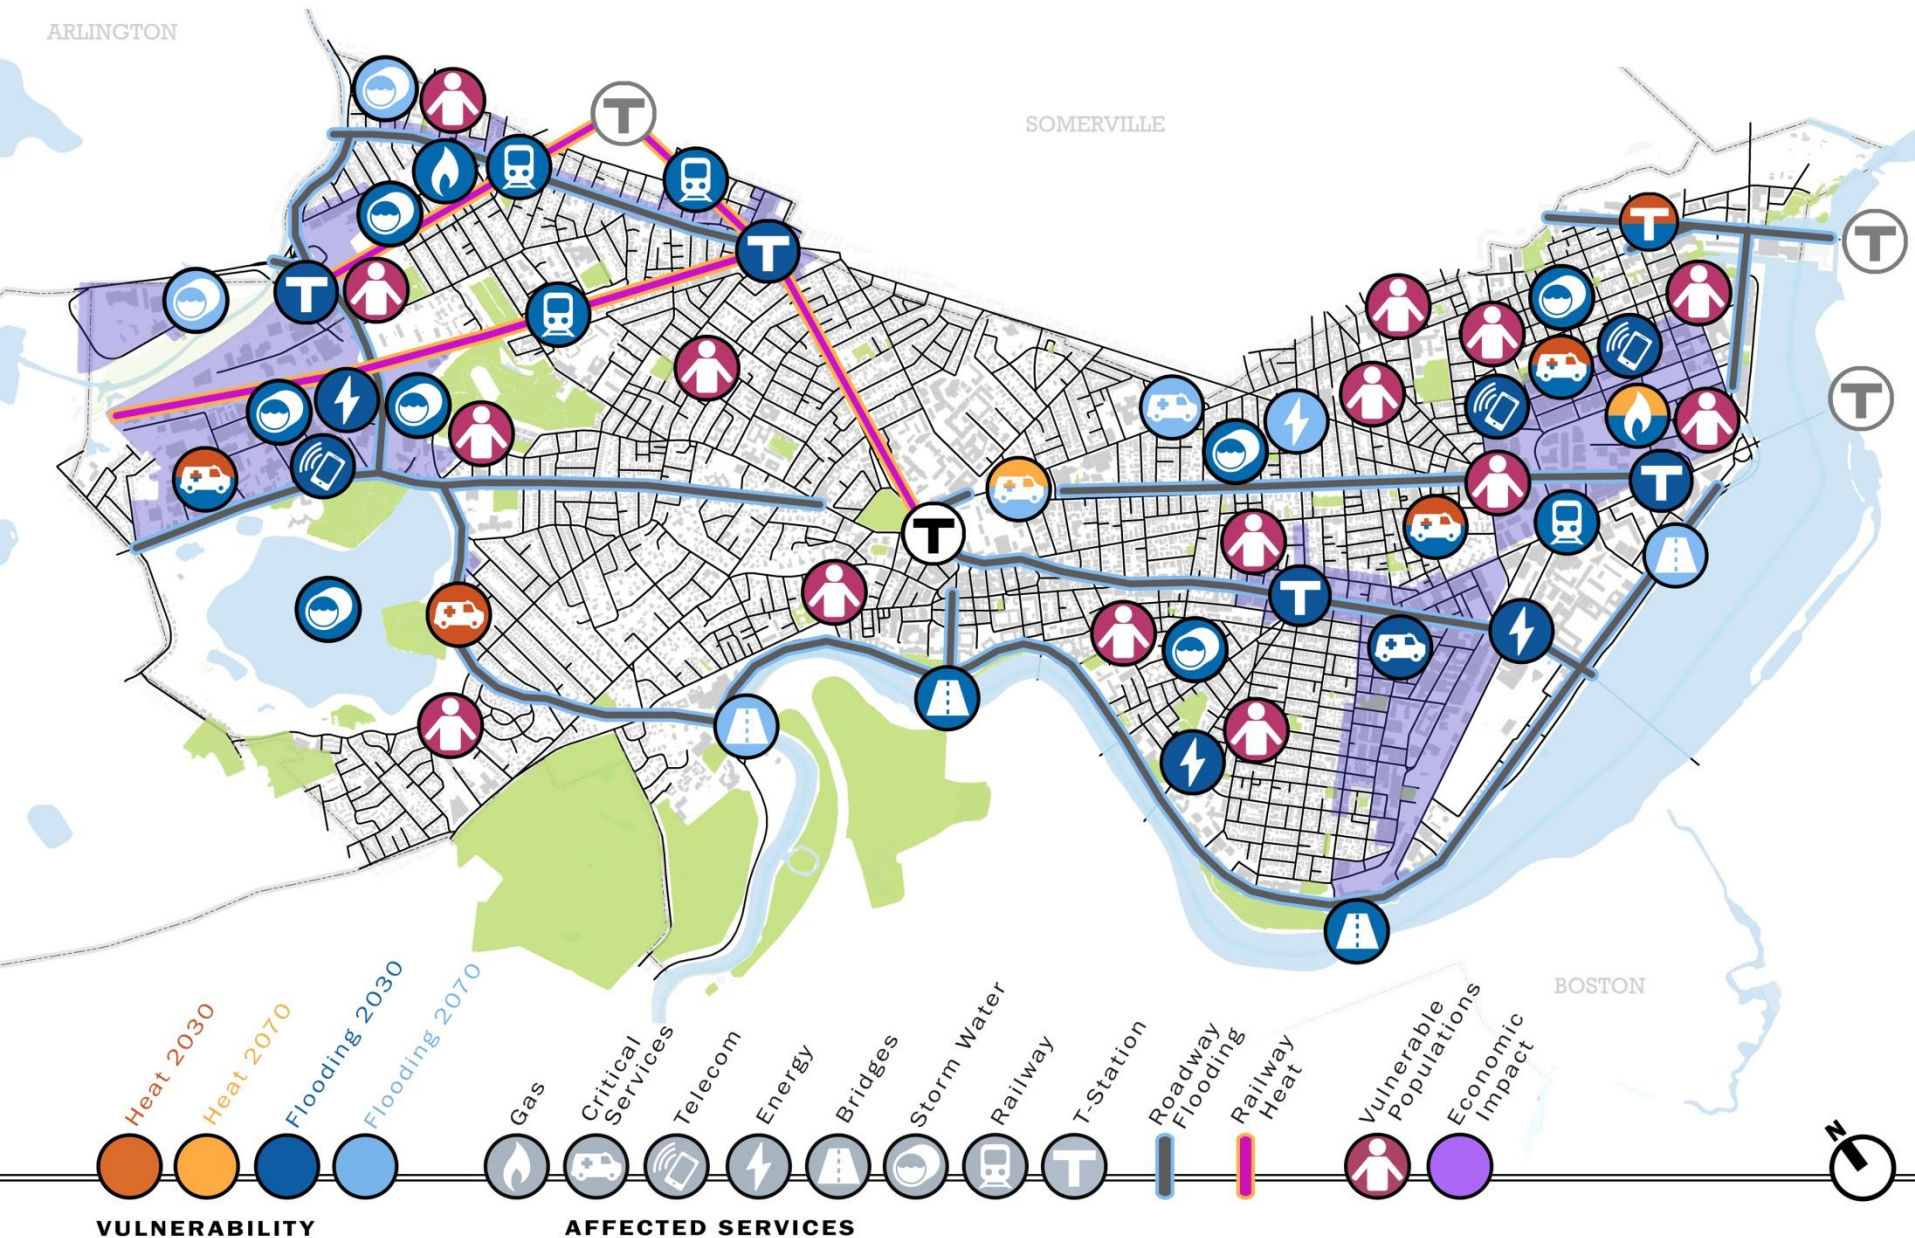 ARLINGTON
SOMERVILLE
T
T
T
T
T
T
T
T
T
BOSTON
Heat 2030
Heat 2070
Flooding 2030
Flooding 2070
Gas
Critical
Services
Telecom
Energy
Bridges
Storm Water
Railway
T-Station
Roadway
Flooding
Railway
Heat
Vulnerable
Populations
Economic
Impact
T
N
VULNERABILITY
AFFECTED SERVICES